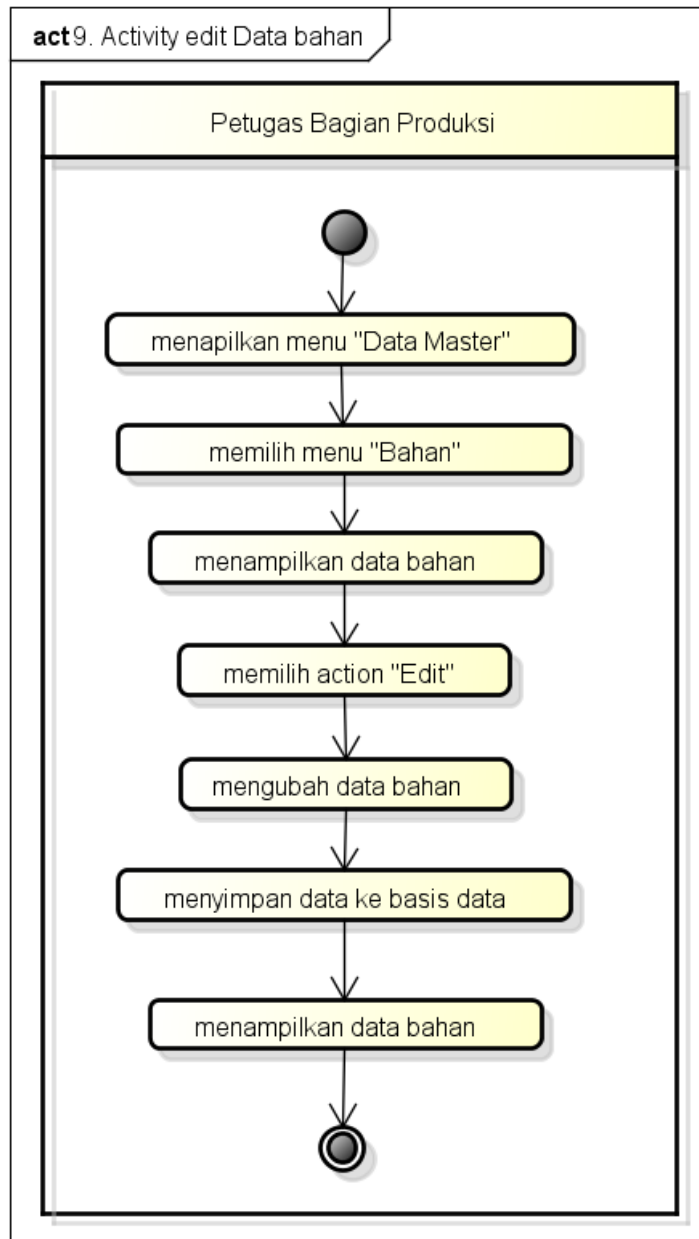 act 9. Activity edit Data bahan
Petugas Bagian Produksi
menapilkan menu "Data Master"
memilih menu "Bahan"
menampilkan data bahan
memilih action "Edit"
mengubah data bahan
menyimpan data ke basis data
menampilkan data bahan